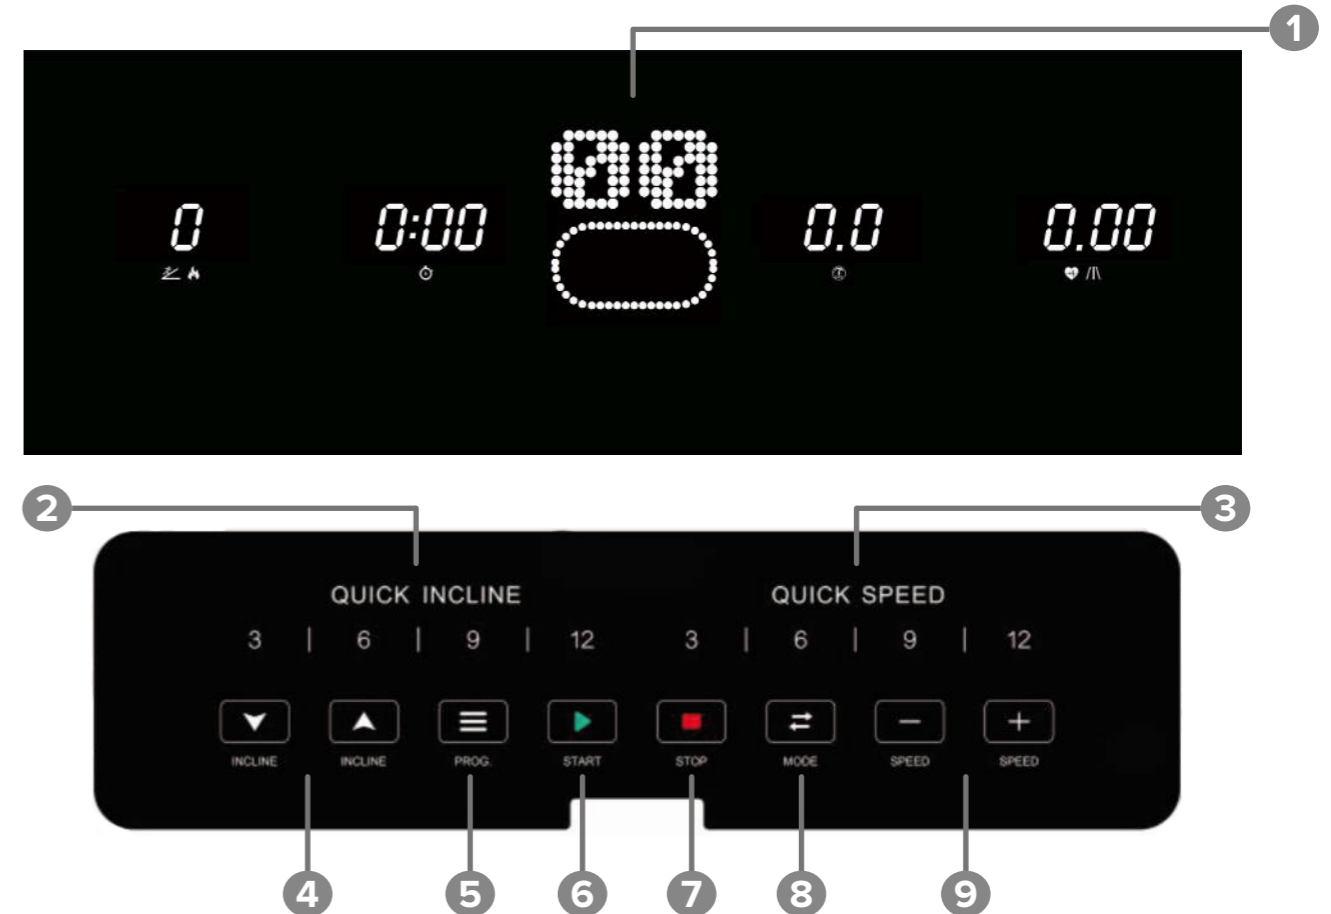 1
00
0 0:00 0.0 0.00
2 3
QUICK INCLINE QUICK SPEED
3 | 6 | 9 | 12 3 | 6 | 9 | 12
INCLINE INCLINE PROG. START STOP MODE SPEED SPEED
4 5 6 7 8 9